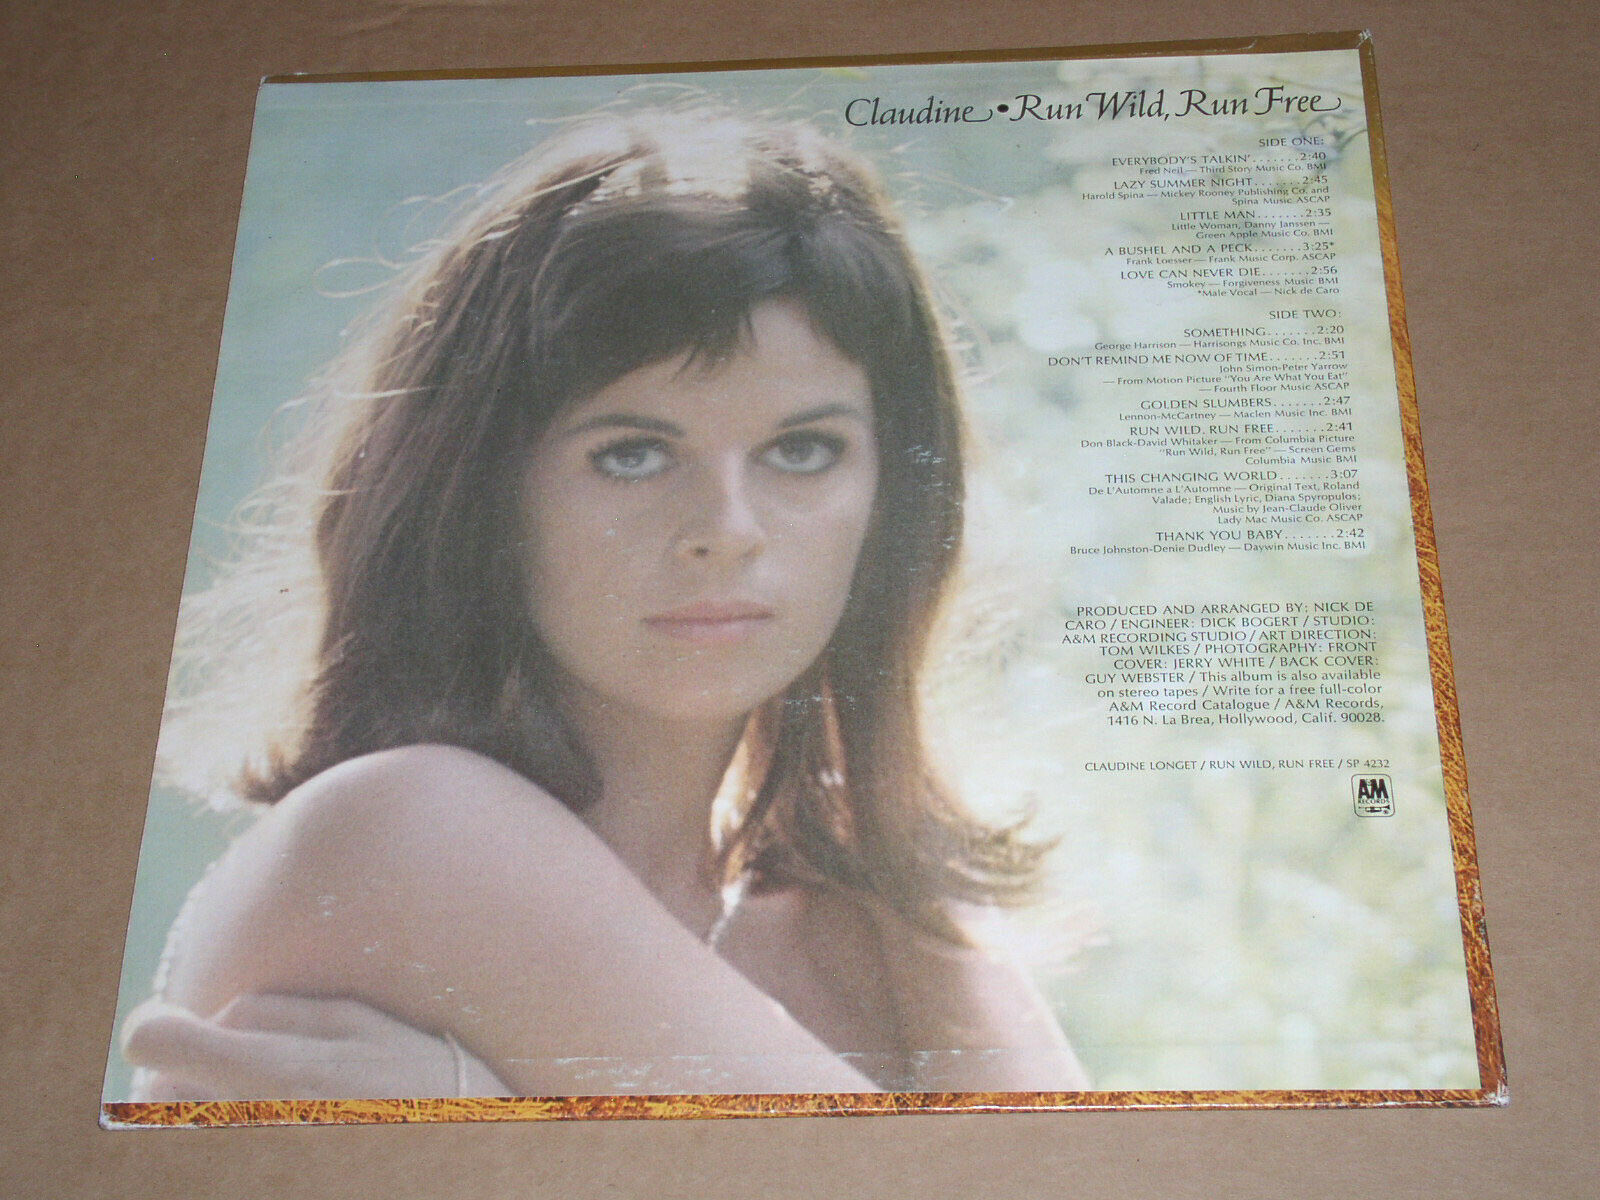 Claudine • Run Wild, Run Free
SIDE ONE:
EVERYBODY'S TALKIN'.......2:40
Fred Neil — Third Story Music Co. BMI
LAZY SUMMER NIGHT.......2:45
Harold Spina — Mickey Rooney Publishing Co. and
Spina Music ASCAP
LITTLE MAN.......2:35
Little Woman, Danny Janssen —
Green Apple Music Co. BMI
A BUSHEL AND A PECK.......3:25*
Frank Loesser — Frank Music Corp. ASCAP
LOVE CAN NEVER DIE.......2:56
Smokey — Forgiveness Music BMI
*Male Vocal — Nick de Caro
SIDE TWO:
SOMETHING.......2:20
George Harrison — Harrisongs Music Co. Inc. BMI
DON'T REMIND ME NOW OF TIME.......2:51
John Simon-Peter Yarrow
— From Motion Picture "You Are What You Eat"
— Fourth Floor Music ASCAP
GOLDEN SLUMBERS.......2:47
Lennon-McCartney — Maclen Music Inc. BMI
RUN WILD, RUN FREE.......2:41
Don Black-David Whitaker — From Columbia Picture
"Run Wild, Run Free" — Screen Gems
Columbia Music BMI
THIS CHANGING WORLD.......3:07
De L'Automne a L'Automne — Original Text, Roland
Valade; English Lyric, Diana Spyropulos;
Music by Jean-Claude Oliver
Lady Mac Music Co. ASCAP
THANK YOU BABY.......2:42
Bruce Johnston-Denie Dudley — Daywin Music Inc. BMI
PRODUCED AND ARRANGED BY: NICK DE
CARO / ENGINEER: DICK BOGERT / STUDIO:
A&M RECORDING STUDIO / ART DIRECTION:
TOM WILKES / PHOTOGRAPHY: FRONT
COVER: JERRY WHITE / BACK COVER:
GUY WEBSTER / This album is also available
on stereo tapes / Write for a free full-color
A&M Record Catalogue / A&M Records,
1416 N. La Brea, Hollywood, Calif. 90028.
CLAUDINE LONGET / RUN WILD, RUN FREE / SP 4232
A&M
RECORDS